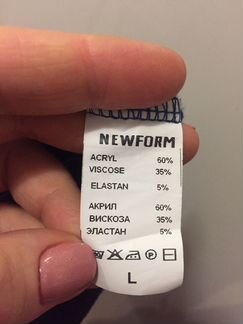 NEWFORM
ACRYL 60%
VISCOSE 35%
ELASTAN 5%
АКРИЛ 60%
ВИСКОЗА 35%
ЭЛАСТАН 5%
L